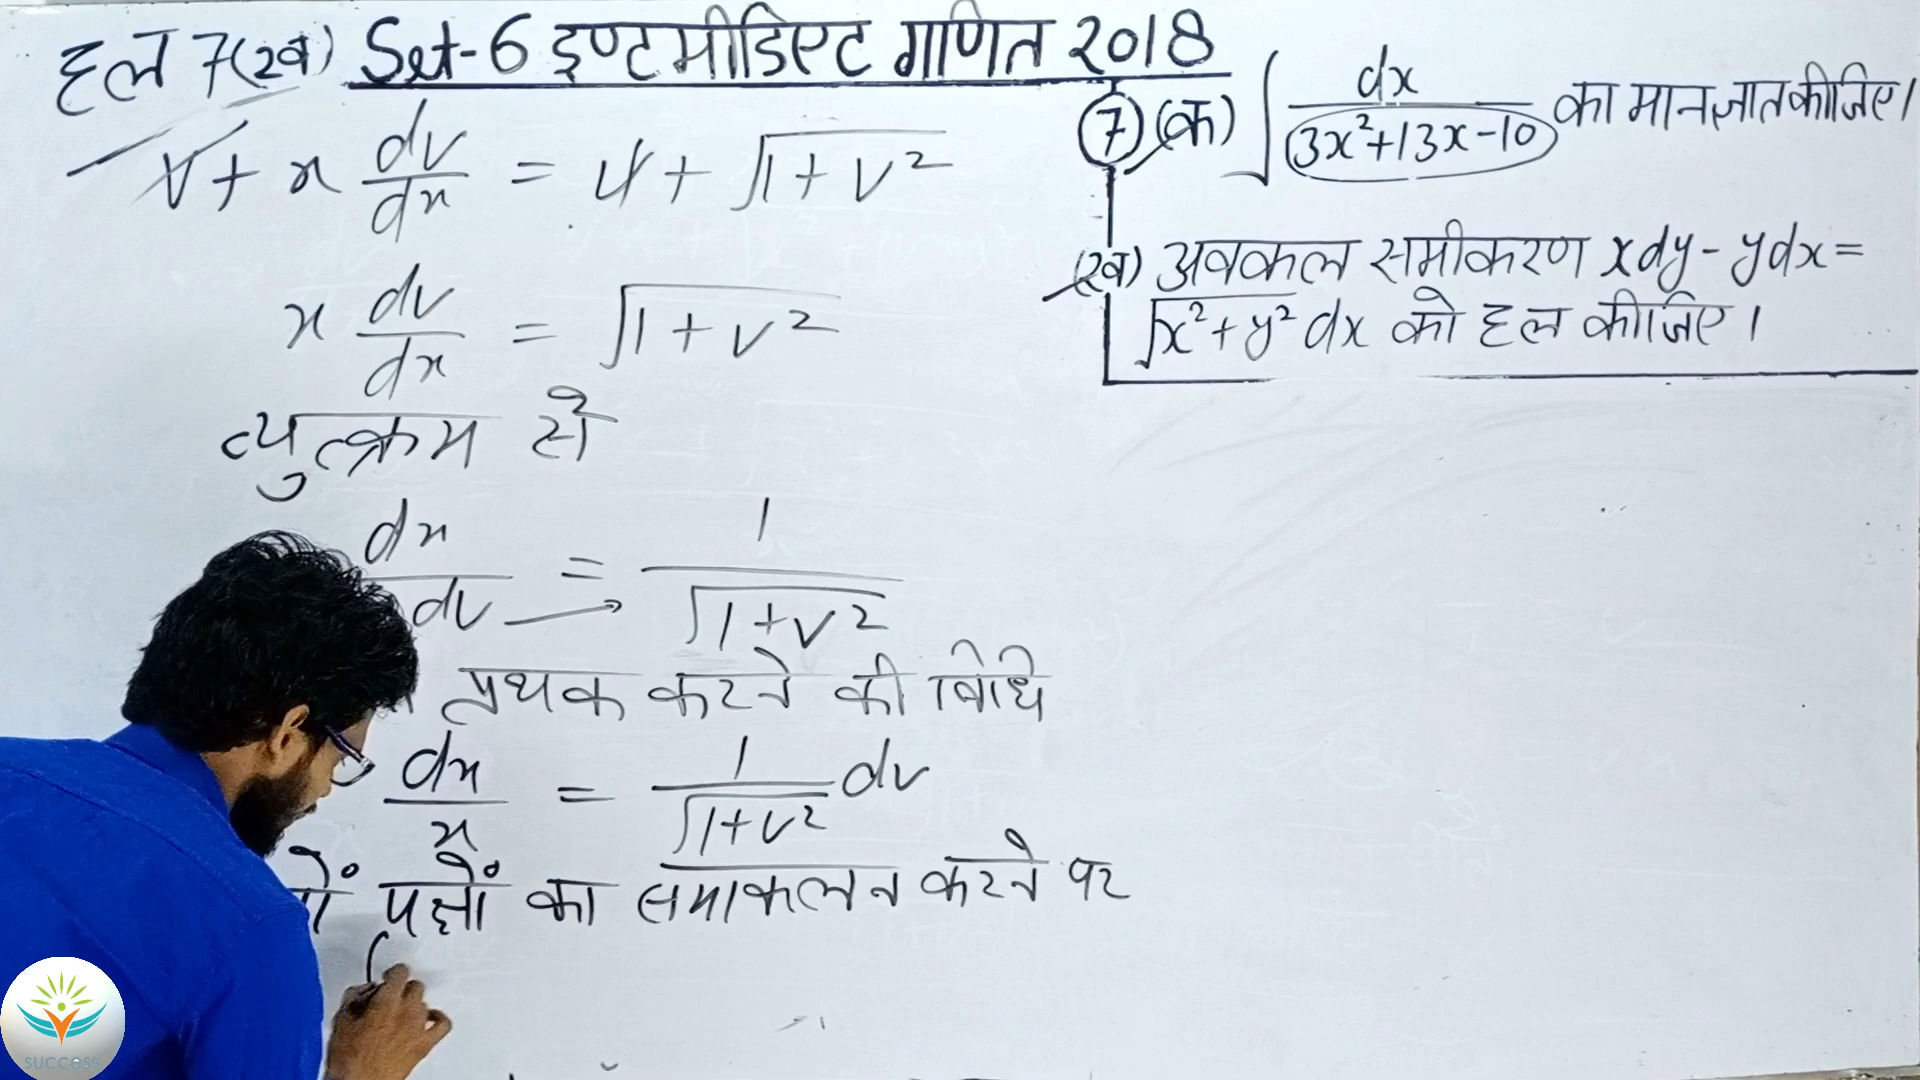 हल 7(ख) Set-6 इण्टरमीडिएट गणित 2018
v + x dv/dx = v + √(1+v²)
x dv/dx = √(1+v²)
व्युत्क्रम से
dx/dv = 1/√(1+v²)
पृथक करने की विधि
dx/x = 1/√(1+v²) dv
पक्षों का समाकलन करने पर
∫
7 (क) ∫ dx/(3x²+13x-10) का मान ज्ञात कीजिए।
(ख) अवकल समीकरण xdy - ydx =
√(x²+y²) dx को हल कीजिए।
SUCCESS